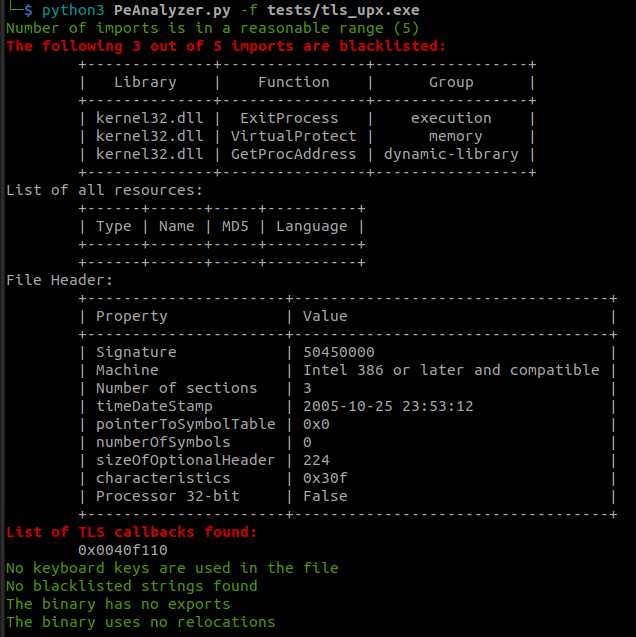 └─$ python3 PeAnalyzer.py -f tests/tls_upx.exe
Number of imports is in a reasonable range (5)
The following 3 out of 5 imports are blacklisted:
        +--------------+----------------+-----------------+
        |   Library    |    Function    |      Group      |
        +--------------+----------------+-----------------+
        | kernel32.dll |  ExitProcess   |    execution    |
        | kernel32.dll | VirtualProtect |      memory     |
        | kernel32.dll | GetProcAddress | dynamic-library |
        +--------------+----------------+-----------------+
List of all resources:
        +------+------+-----+----------+
        | Type | Name | MD5 | Language |
        +------+------+-----+----------+
        +------+------+-----+----------+
File Header:
        +----------------------+-----------------------------------+
        | Property             | Value                             |
        +----------------------+-----------------------------------+
        | Signature            | 50450000                          |
        | Machine              | Intel 386 or later and compatible |
        | Number of sections   | 3                                 |
        | timeDateStamp        | 2005-10-25 23:53:12               |
        | pointerToSymbolTable | 0x0                               |
        | numberOfSymbols      | 0                                 |
        | sizeOfOptionalHeader | 224                               |
        | characteristics      | 0x30f                             |
        | Processor 32-bit     | False                             |
        +----------------------+-----------------------------------+
List of TLS callbacks found:
        0x0040f110
No keyboard keys are used in the file
No blacklisted strings found
The binary has no exports
The binary uses no relocations